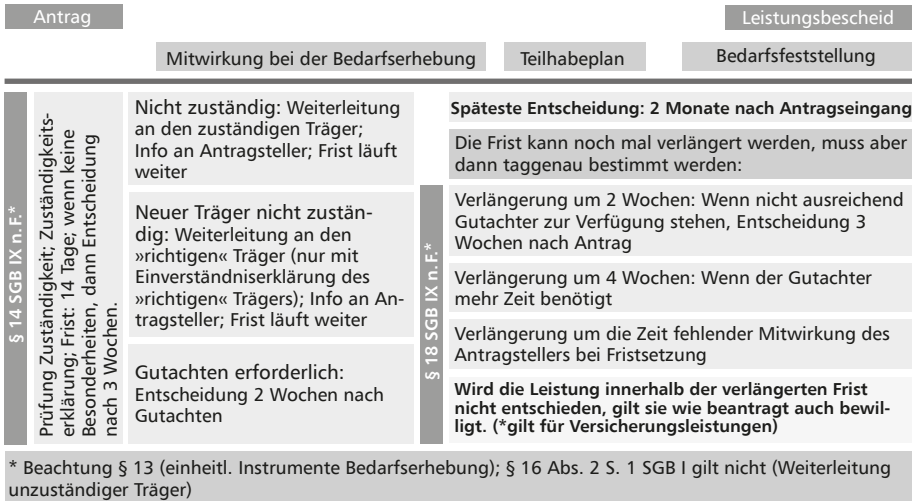 Antrag
Leistungsbescheid
Mitwirkung bei der Bedarfserhebung
Teilhabeplan
Bedarfsfeststellung
§ 14 SGB IX n. F.*
Prüfung Zuständigkeit; Zuständigkeits-
erklärung; Frist: 14 Tage; wenn keine
Besonderheiten, dann Entscheidung
nach 3 Wochen.
Nicht zuständig: Weiterleitung
an den zuständigen Träger;
Info an Antragsteller; Frist läuft
weiter
Neuer Träger nicht zustän-
dig: Weiterleitung an den
»richtigen« Träger (nur mit
Einverständniserklärung des
»richtigen« Trägers); Info an An-
tragsteller; Frist läuft weiter
Gutachten erforderlich:
Entscheidung 2 Wochen nach
Gutachten
Späteste Entscheidung: 2 Monate nach Antragseingang
Die Frist kann noch mal verlängert werden, muss aber
dann taggenau bestimmt werden:
§ 18 SGB IX n. F.*
Verlängerung um 2 Wochen: Wenn nicht ausreichend
Gutachter zur Verfügung stehen, Entscheidung 3
Wochen nach Antrag
Verlängerung um 4 Wochen: Wenn der Gutachter
mehr Zeit benötigt
Verlängerung um die Zeit fehlender Mitwirkung des
Antragstellers bei Fristsetzung
Wird die Leistung innerhalb der verlängerten Frist
nicht entschieden, gilt sie wie beantragt auch bewil-
ligt. (*gilt für Versicherungsleistungen)
* Beachtung § 13 (einheitl. Instrumente Bedarfserhebung); § 16 Abs. 2 S. 1 SGB I gilt nicht (Weiterleitung
unzuständiger Träger)